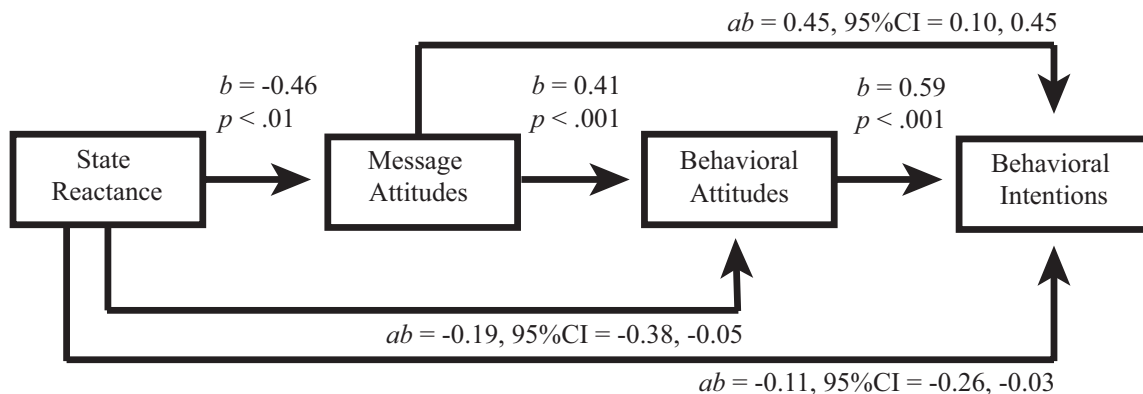 ab = 0.45, 95%CI = 0.10, 0.45
b = -0.46
p < .01
b = 0.41
p < .001
b = 0.59
p < .001
State
Reactance
Message
Attitudes
Behavioral
Attitudes
Behavioral
Intentions
ab = -0.19, 95%CI = -0.38, -0.05
ab = -0.11, 95%CI = -0.26, -0.03